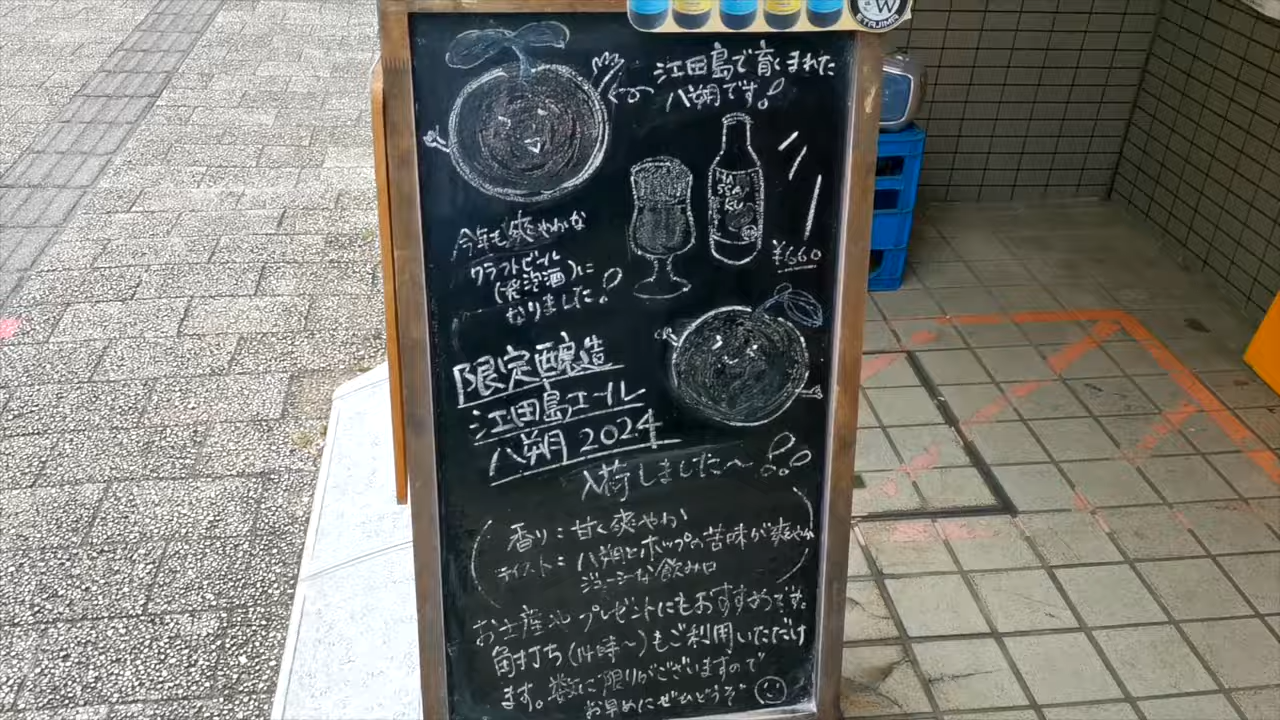 W
ETAJIMA
江田島で育くまれた
八朔です。
HA
SSA
KU
¥660
今年も爽やかな
クラフトビール
(発泡酒)に
なりました!
限定醸造
江田島エール
八朔 2024
入荷しました〜!!
香り:甘く爽やか
テイスト:八朔とホップの苦味が爽やか
ジューシーな飲み口
お土産やプレゼントにもおすすめです。
角打ち(14時〜)もご利用いただけ
ます。数に限りがございますので
お早めにぜひどうぞ